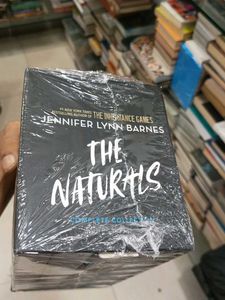 #1 NEW YORK TIMES
BESTSELLING AUTHOR OF THE INHERITANCE GAMES
JENNIFER LYNN BARNES
THE
NATURALS
COMPLETE COLLECTION